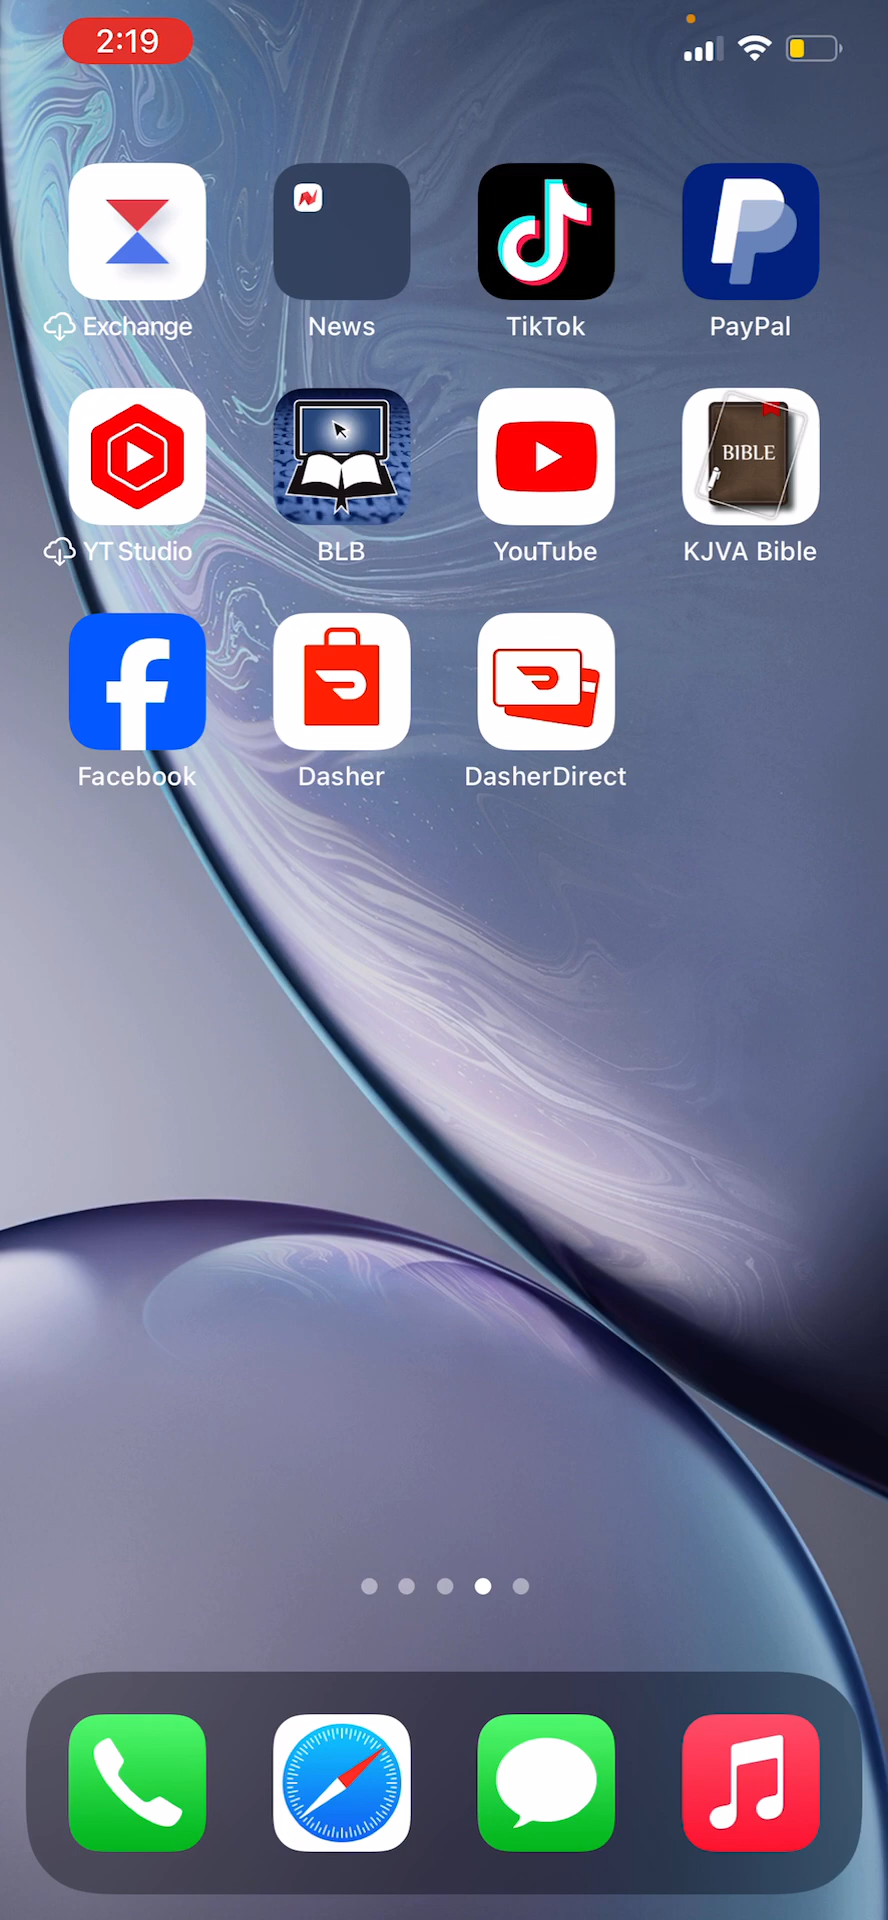 2:19
Exchange
News
TikTok
PayPal
BIBLE
YT Studio
BLB
YouTube
KJVA Bible
Facebook
Dasher
DasherDirect